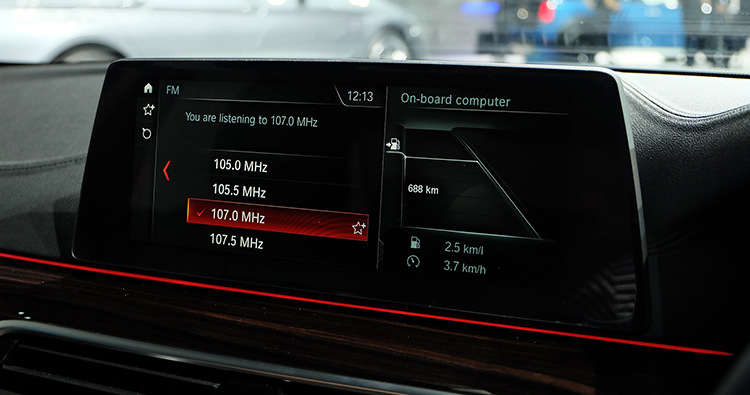 FM
12:13
You are listening to 107.0 MHz
105.0 MHz
105.5 MHz
107.0 MHz
107.5 MHz
On-board computer
688 km
2.5 km/l
3.7 km/h